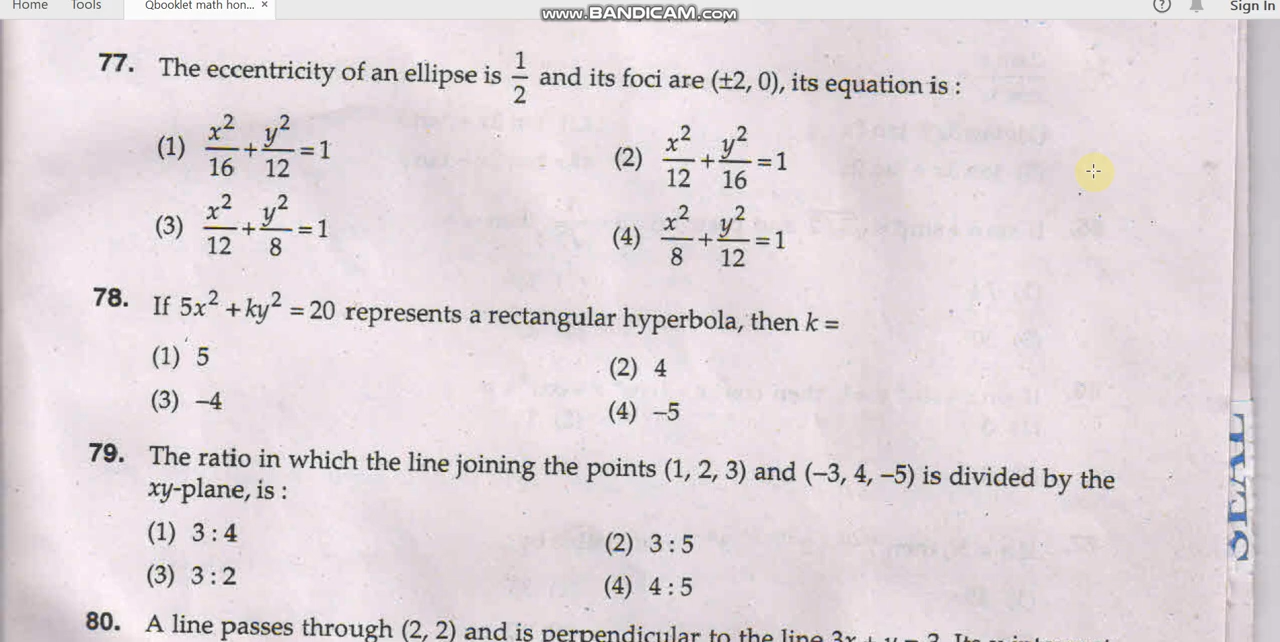 Home Tools Qbooklet math hon... × Sign In
www.BANDICAM.com
77. The eccentricity of an ellipse is 1/2 and its foci are (±2, 0), its equation is :
(1) x²/16 + y²/12 = 1 (2) x²/12 + y²/16 = 1
(3) x²/12 + y²/8 = 1 (4) x²/8 + y²/12 = 1
78. If 5x² + ky² = 20 represents a rectangular hyperbola, then k =
(1) 5 (2) 4
(3) –4 (4) –5
79. The ratio in which the line joining the points (1, 2, 3) and (–3, 4, –5) is divided by the
xy-plane, is :
(1) 3 : 4 (2) 3 : 5
(3) 3 : 2 (4) 4 : 5
80. A line passes through (2, 2) and is perpendicular to the line 3x + y = 3. Its
SEAL